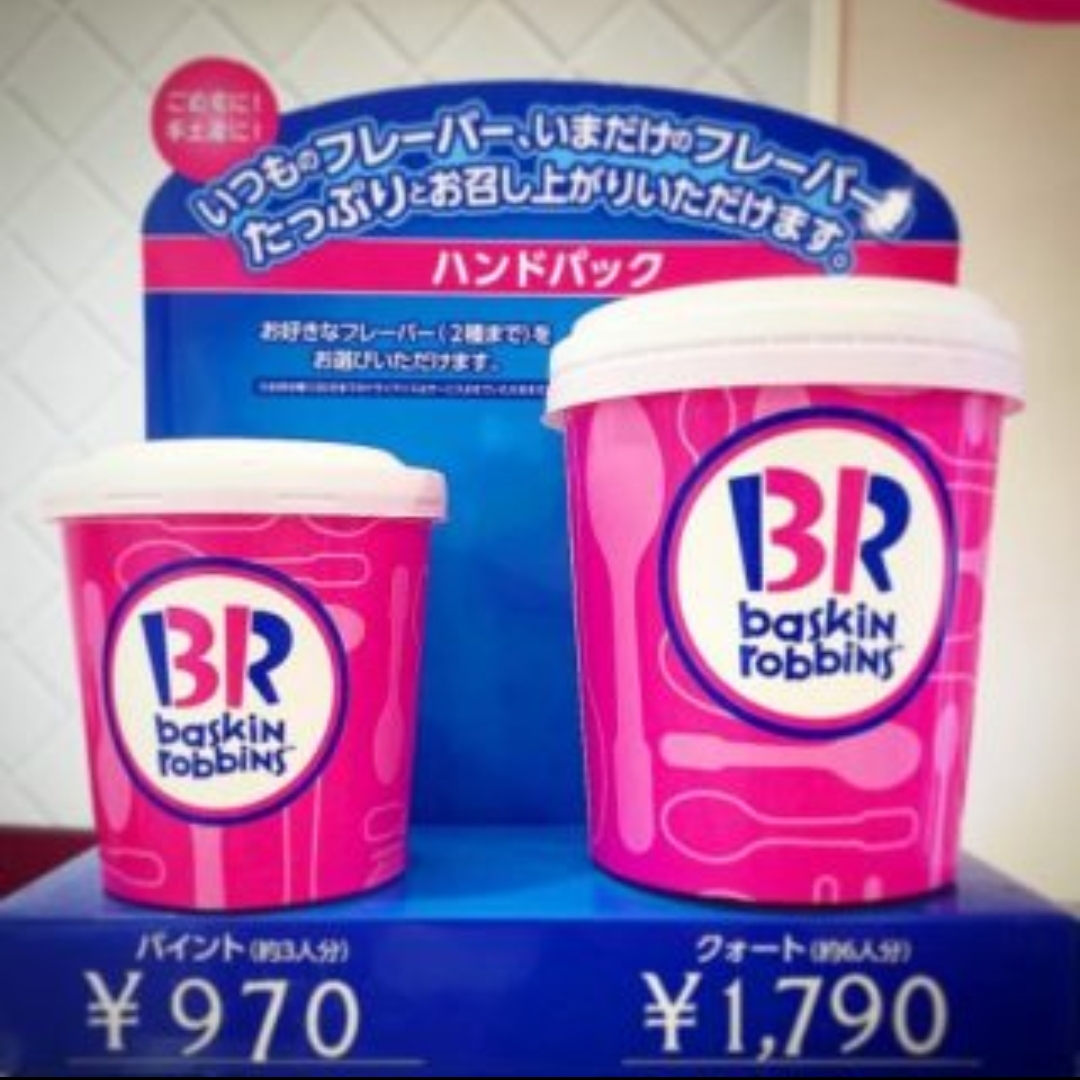 ごめむに!
手土産に!
いつものフレーバー、いまだけのフレーバー
たっぷりとお召し上がりいただけます。
ハンドパック
お好きなフレーバー(2種まで)を
お選びいただけます。
BR
baskin
robbins
BR
baskin
robbins
パイント(約3人分)
¥970
クォート(約6人分)
¥1,790